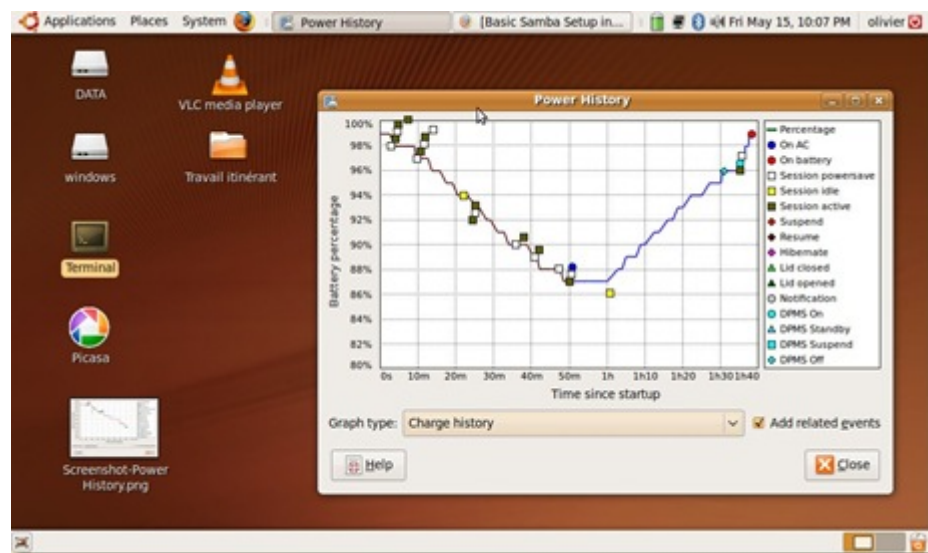 Applications Places System Power History [Basic Samba Setup in... Fri May 15, 10:07 PM olivier
DATA
VLC media player
windows
Travail itinérant
Terminal
Picasa
Screenshot-Power
History.png
Power History
100%
98%
96%
94%
92%
90%
88%
86%
84%
82%
80%
Battery percentage
0s 10m 20m 30m 40m 50m 1h 1h10 1h20 1h30 1h40
Time since startup
Percentage
On AC
On battery
Session powersave
Session idle
Session active
Suspend
Resume
Hibernate
Lid closed
Lid opened
Notification
DPMS On
DPMS Standby
DPMS Suspend
DPMS Off
Graph type: Charge history Add related events
Help Close